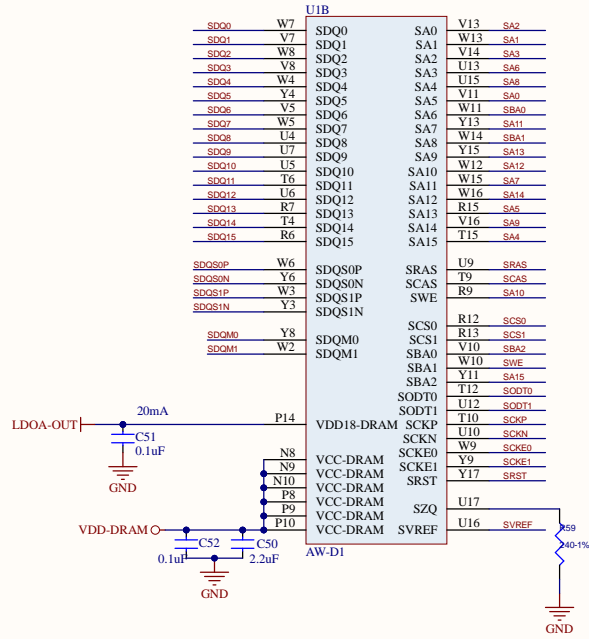 U1B
SDQ0 W7 SDQ0 SA0 V13 SA2
SDQ1 V7 SDQ1 SA1 W13 SA1
SDQ2 W8 SDQ2 SA2 V14 SA3
SDQ3 V8 SDQ3 SA3 U13 SA6
SDQ4 W4 SDQ4 SA4 U15 SA8
SDQ5 Y4 SDQ5 SA5 V11 SA0
SDQ6 V5 SDQ6 SA6 W11 SBA0
SDQ7 W5 SDQ7 SA7 Y13 SA11
SDQ8 U4 SDQ8 SA8 W14 SBA1
SDQ9 U7 SDQ9 SA9 Y15 SA13
SDQ10 U5 SDQ10 SA10 W12 SA12
SDQ11 T6 SDQ11 SA11 W15 SA7
SDQ12 U6 SDQ12 SA12 W16 SA14
SDQ13 R7 SDQ13 SA13 R15 SA5
SDQ14 T4 SDQ14 SA14 V16 SA9
SDQ15 R6 SDQ15 SA15 T15 SA4
SDQS0P W6 SDQS0P SRAS U9 SRAS
SDQS0N Y6 SDQS0N SCAS T9 SCAS
SDQS1P W3 SDQS1P SWE R9 SA10
SDQS1N Y3 SDQS1N
SCS0 R12 SCS0
SDQM0 Y8 SDQM0 SCS1 R13 SCS1
SDQM1 W2 SDQM1 SBA0 V10 SBA2
SBA1 W10 SWE
SBA2 Y11 SA15
SODT0 T12 SODT0
SODT1 U12 SODT1
LDOA-OUT 20mA P14 VDD18-DRAM SCKP T10 SCKP
C51 SCKN U10 SCKN
0.1uF
N8 VCC-DRAM SCKE0 W9 SCKE0
N9 VCC-DRAM SCKE1 Y9 SCKE1
GND N10 VCC-DRAM SRST Y17 SRST
P8 VCC-DRAM
P9 VCC-DRAM SZQ U17
VDD-DRAM P10 VCC-DRAM SVREF U16 SVREF R59
C52 C50 AW-D1 240-1%
0.1uF 2.2uF
GND
GND